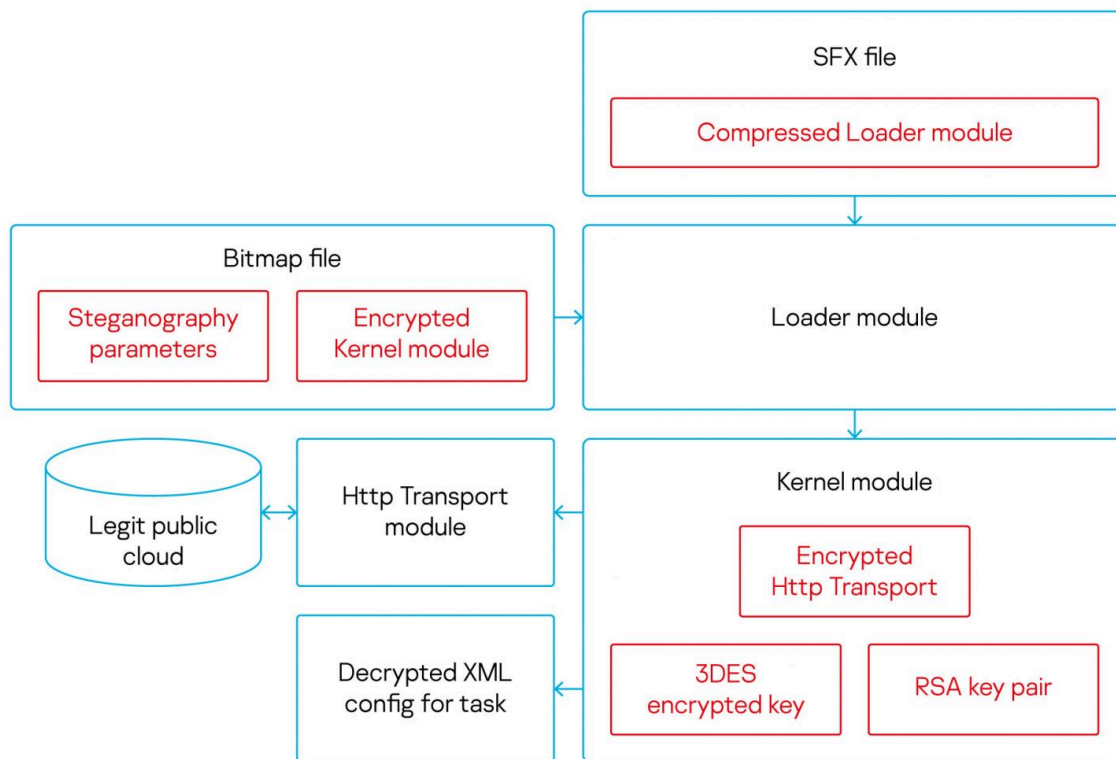 SFX file
Compressed Loader module
Bitmap file
Steganography
parameters
Encrypted
Kernel module
Loader module
Legit public
cloud
Http Transport
module
Kernel module
Encrypted
Http Transport
Decrypted XML
config for task
3DES
encrypted key
RSA key pair